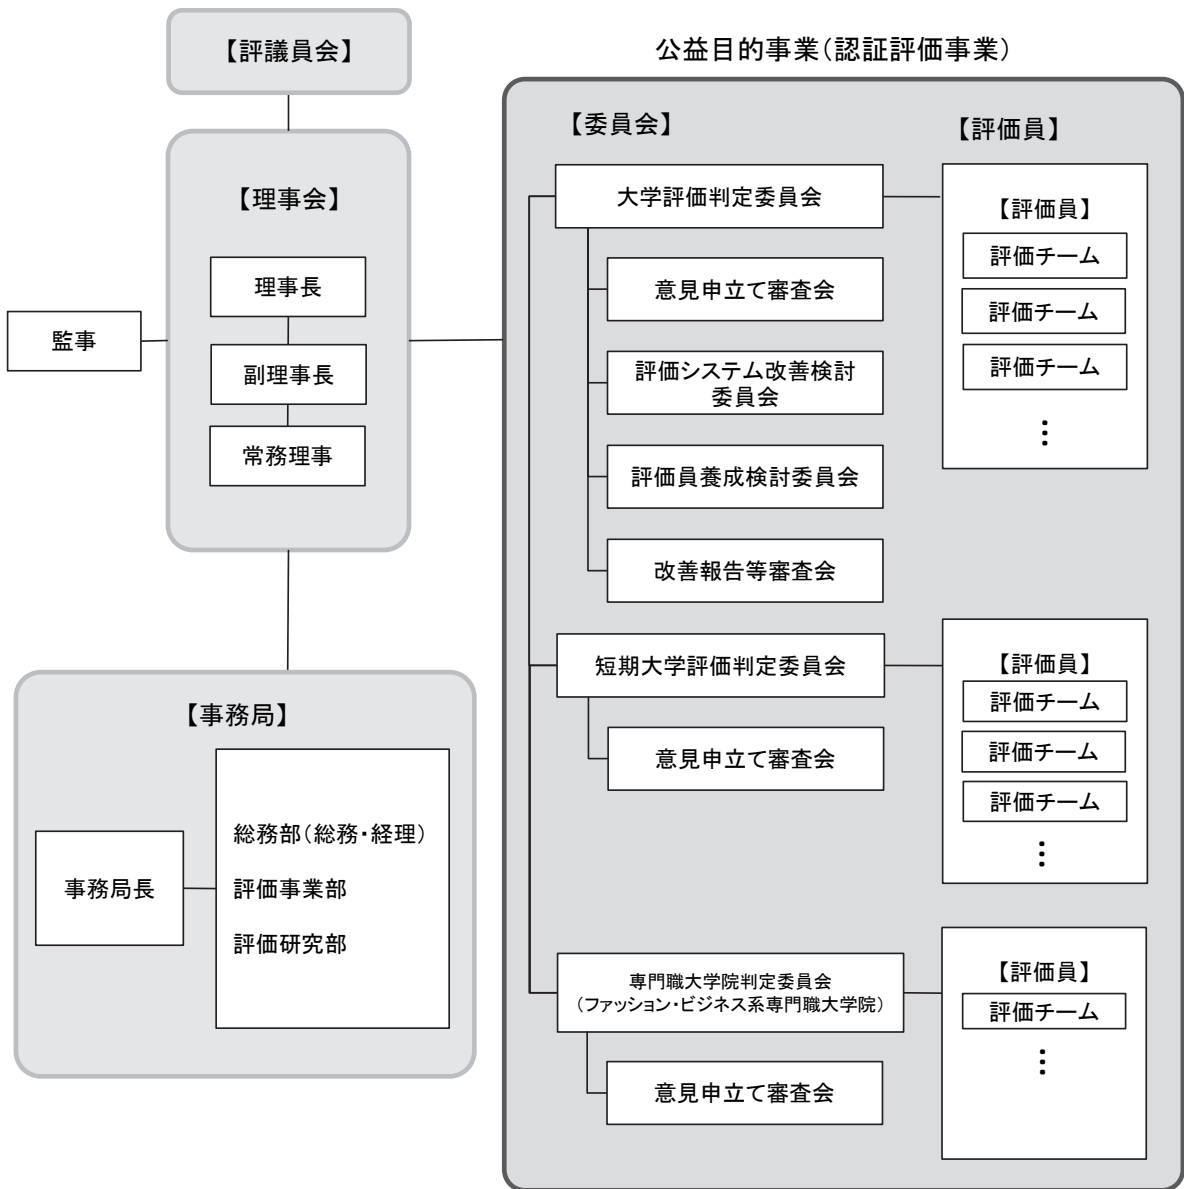 【評議員会】
【理事会】
理事長
副理事長
常務理事
監事
【事務局】
事務局長
総務部（総務・経理）
評価事業部
評価研究部
公益目的事業（認証評価事業）
【委員会】
【評価員】
大学評価判定委員会
意見申立て審査会
評価システム改善検討
委員会
評価員養成検討委員会
改善報告等審査会
【評価員】
評価チーム
評価チーム
評価チーム
⋮
短期大学評価判定委員会
意見申立て審査会
【評価員】
評価チーム
評価チーム
評価チーム
⋮
専門職大学院判定委員会
（ファッション・ビジネス系専門職大学院）
意見申立て審査会
【評価員】
評価チーム
⋮